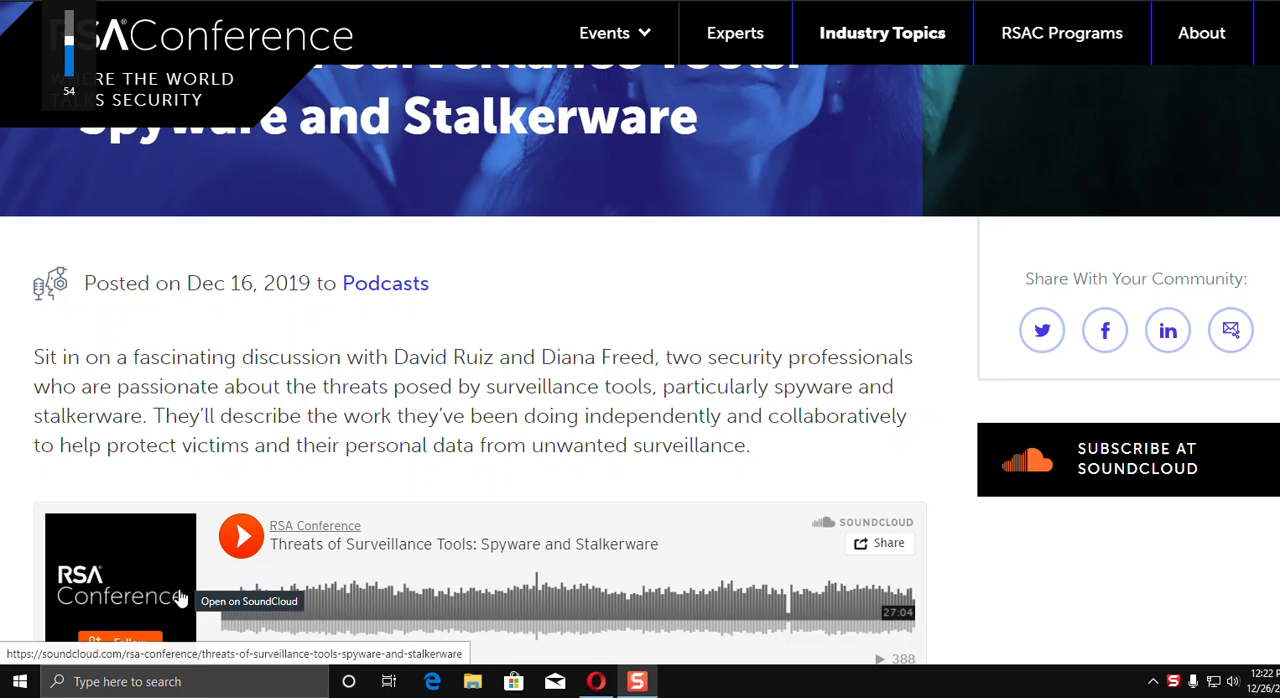 RSAConference
Events
Experts
Industry Topics
RSAC Programs
About
54
THE WORLD
TALKS SECURITY
Surveillance Tools:
Spyware and Stalkerware
Posted on Dec 16, 2019 to Podcasts
Share With Your Community:
Sit in on a fascinating discussion with David Ruiz and Diana Freed, two security professionals
who are passionate about the threats posed by surveillance tools, particularly spyware and
stalkerware. They’ll describe the work they’ve been doing independently and collaboratively
to help protect victims and their personal data from unwanted surveillance.
SUBSCRIBE AT
SOUNDCLOUD
RSA Conference
Threats of Surveillance Tools: Spyware and Stalkerware
SOUNDCLOUD
Share
RSA
Conference
Open on SoundCloud
27:04
Follow
388
https://soundcloud.com/rsa-conference/threats-of-surveillance-tools-spyware-and-stalkerware
Type here to search
12:22
12/26/2